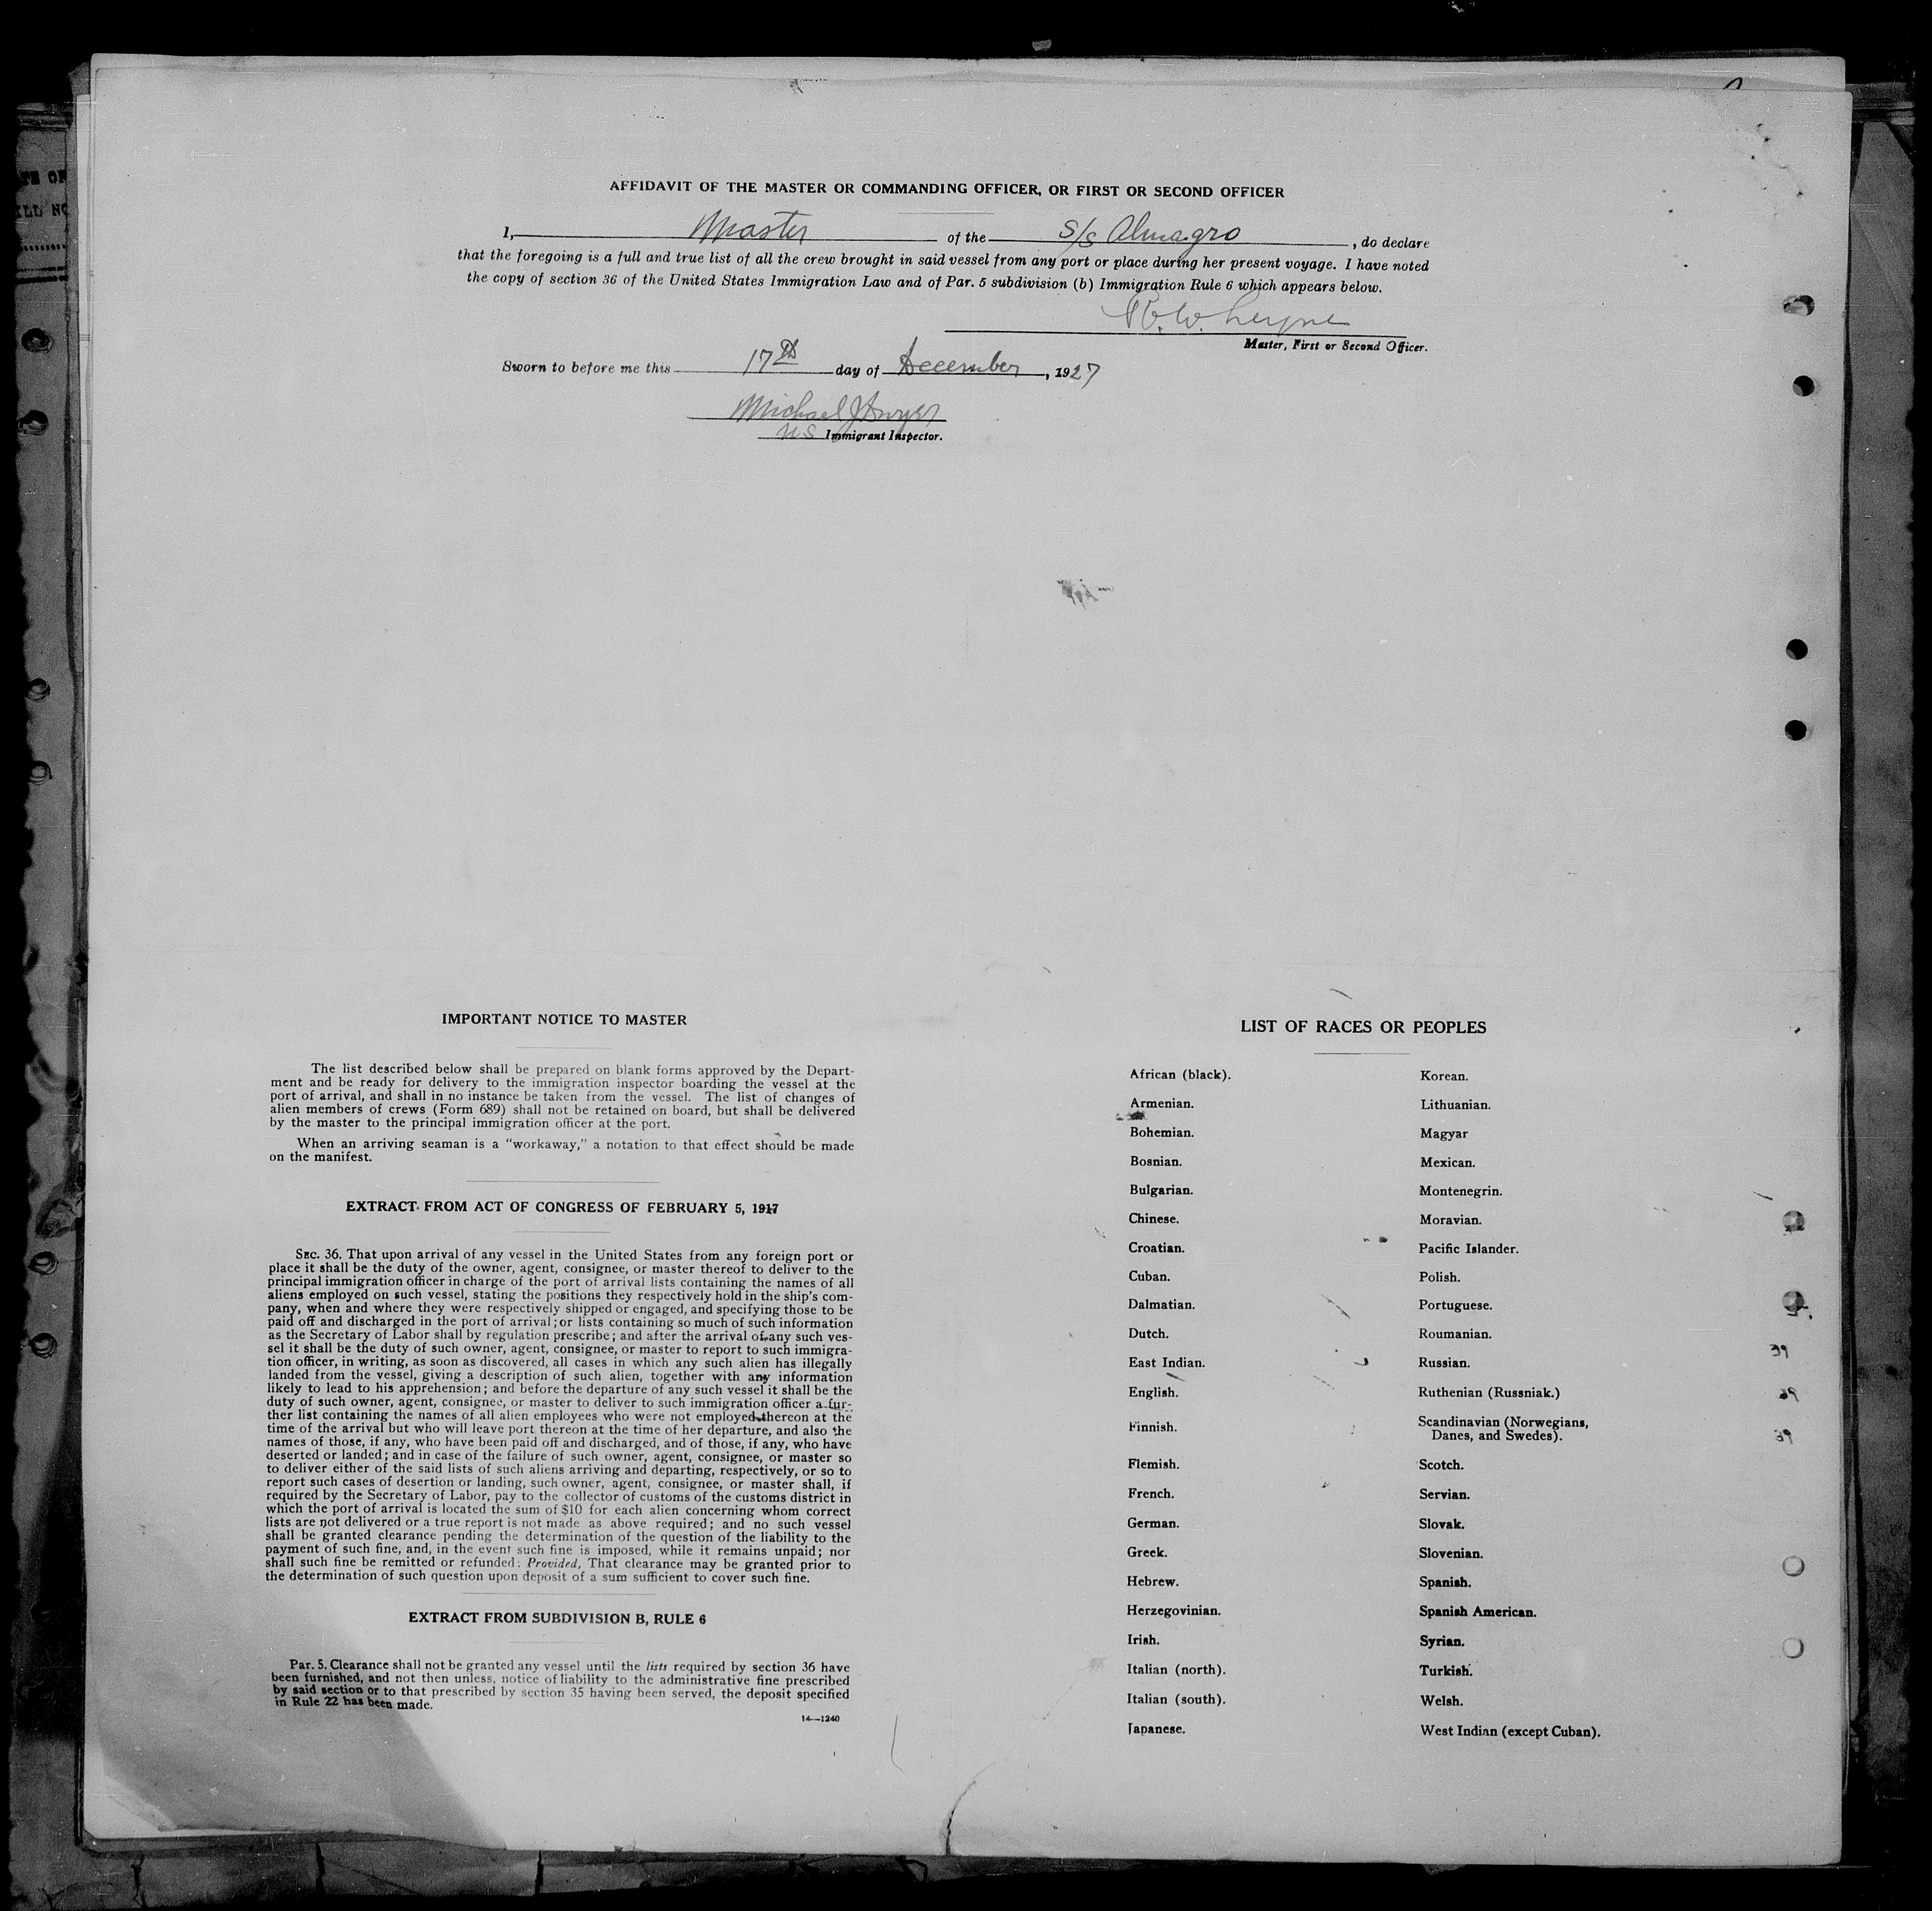 AFFIDAVIT OF THE MASTER OR COMMANDING OFFICER, OR FIRST OR SECOND OFFICER
I, Master of the S/S Almagro, do declare
that the foregoing is a full and true list of all the crew brought in said vessel from any port or place during her present voyage. I have noted
the copy of section 36 of the United States Immigration Law and of Par. 5 subdivision (b) Immigration Rule 6 which appears below.
Master, First or Second Officer.
Sworn to before me this 17th day of December, 1927
Michael J Dwyer
US Immigrant Inspector.
IMPORTANT NOTICE TO MASTER
The list described below shall be prepared on blank forms approved by the Depart-
ment and be ready for delivery to the immigration inspector boarding the vessel at the
port of arrival, and shall in no instance be taken from the vessel. The list of changes of
alien members of crews (Form 689) shall not be retained on board, but shall be delivered
by the master to the principal immigration officer at the port.
When an arriving seaman is a "workaway," a notation to that effect should be made
on the manifest.
EXTRACT FROM ACT OF CONGRESS OF FEBRUARY 5, 1917
SEC. 36. That upon arrival of any vessel in the United States from any foreign port or
place it shall be the duty of the owner, agent, consignee, or master thereof to deliver to the
principal immigration officer in charge of the port of arrival lists containing the names of all
aliens employed on such vessel, stating the positions they respectively hold in the ship's com-
pany, when and where they were respectively shipped or engaged, and specifying those to be
paid off and discharged in the port of arrival; or lists containing so much of such information
as the Secretary of Labor shall by regulation prescribe; and after the arrival of any such ves-
sel it shall be the duty of such owner, agent, consignee, or master to report to such immigra-
tion officer, in writing, as soon as discovered, all cases in which any such alien has illegally
landed from the vessel, giving a description of such alien, together with any information
likely to lead to his apprehension; and before the departure of any such vessel it shall be the
duty of such owner, agent, consignee, or master to deliver to such immigration officer a fur-
ther list containing the names of all alien employees who were not employed thereon at the
time of the arrival but who will leave port thereon at the time of her departure, and also the
names of those, if any, who have been paid off and discharged, and of those, if any, who have
deserted or landed; and in case of the failure of such owner, agent, consignee, or master so
to deliver either of the said lists of such aliens arriving and departing, respectively, or so to
report such cases of desertion or landing, such owner, agent, consignee, or master shall, if
required by the Secretary of Labor, pay to the collector of customs of the customs district in
which the port of arrival is located the sum of $10 for each alien concerning whom correct
lists are not delivered or a true report is not made as above required; and no such vessel
shall be granted clearance pending the determination of the question of the liability to the
payment of such fine, and, in the event such fine is imposed, while it remains unpaid; nor
shall such fine be remitted or refunded: Provided, That clearance may be granted prior to
the determination of such question upon deposit of a sum sufficient to cover such fine.
EXTRACT FROM SUBDIVISION B, RULE 6
Par. 5. Clearance shall not be granted any vessel until the lists required by section 36 have
been furnished, and not then unless, notice of liability to the administrative fine prescribed
by said section or to that prescribed by section 35 having been served, the deposit specified
in Rule 22 has been made.
14—1240
LIST OF RACES OR PEOPLES
African (black).
Armenian.
Bohemian.
Bosnian.
Bulgarian.
Chinese.
Croatian.
Cuban.
Dalmatian.
Dutch.
East Indian.
English.
Finnish.
Flemish.
French.
German.
Greek.
Hebrew.
Herzegovinian.
Irish.
Italian (north).
Italian (south).
Japanese.
Korean.
Lithuanian.
Magyar
Mexican.
Montenegrin.
Moravian.
Pacific Islander.
Polish.
Portuguese.
Roumanian.
Russian.
Ruthenian (Russniak.)
Scandinavian (Norwegians,
Danes, and Swedes).
Scotch.
Servian.
Slovak.
Slovenian.
Spanish.
Spanish American.
Syrian.
Turkish.
Welsh.
West Indian (except Cuban).
39
39
39